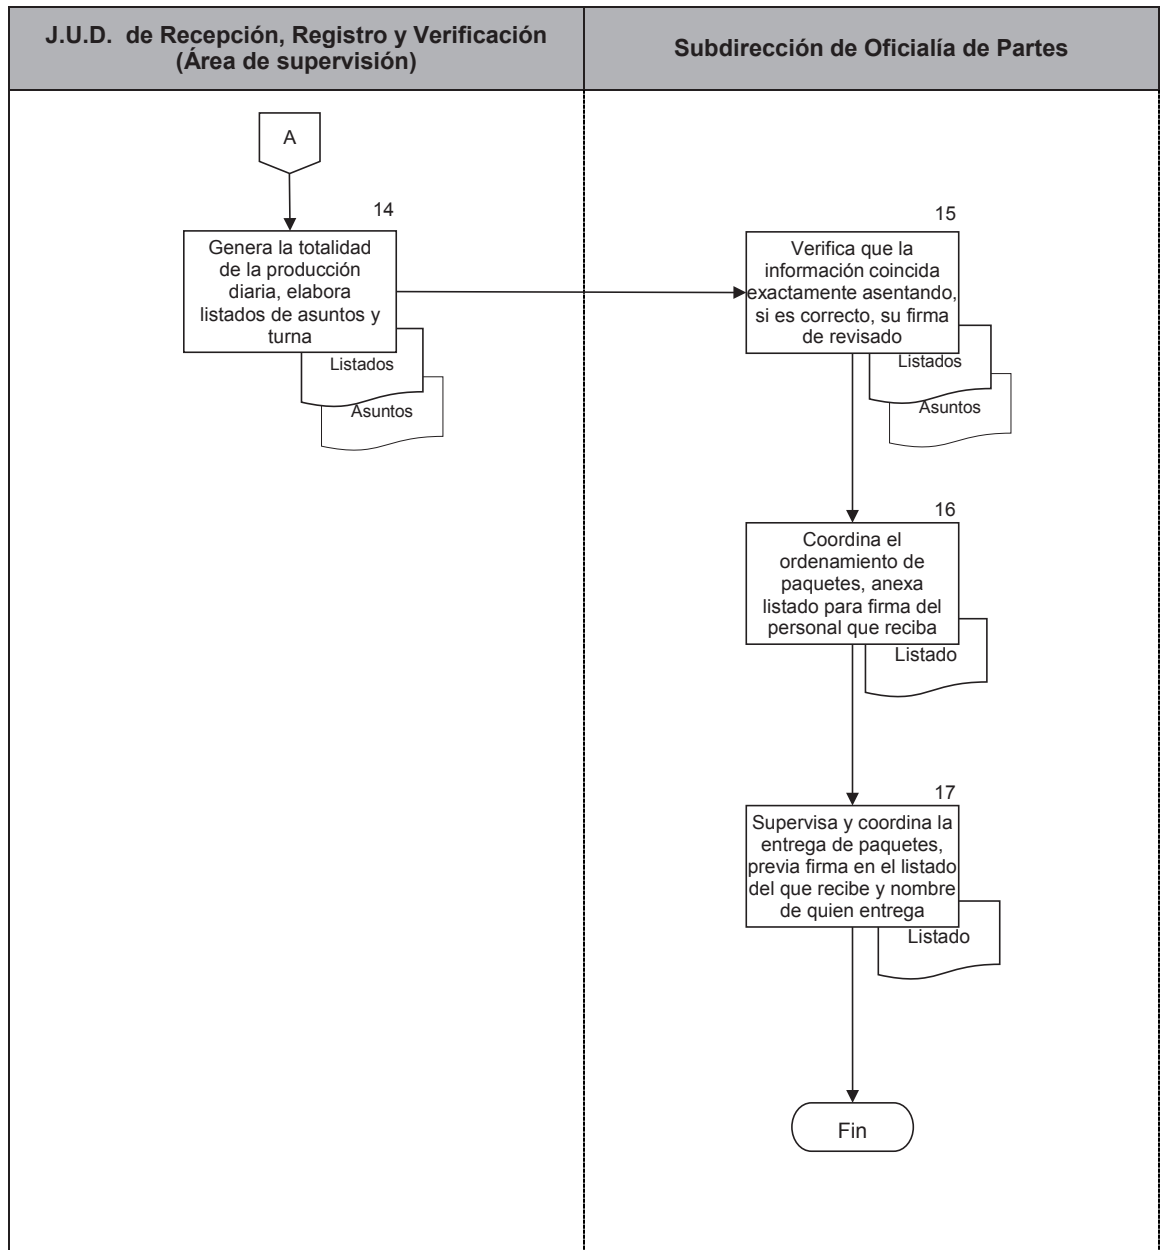 J.U.D. de Recepción, Registro y Verificación
(Área de supervisión)
Subdirección de Oficialía de Partes
A
14
Genera la totalidad
de la producción
diaria, elabora
listados de asuntos y
turna
Listados
Asuntos
15
Verifica que la
información coincida
exactamente asentando,
si es correcto, su firma
de revisado
Listados
Asuntos
16
Coordina el
ordenamiento de
paquetes, anexa
listado para firma del
personal que reciba
Listado
17
Supervisa y coordina la
entrega de paquetes,
previa firma en el listado
del que recibe y nombre
de quien entrega
Listado
Fin